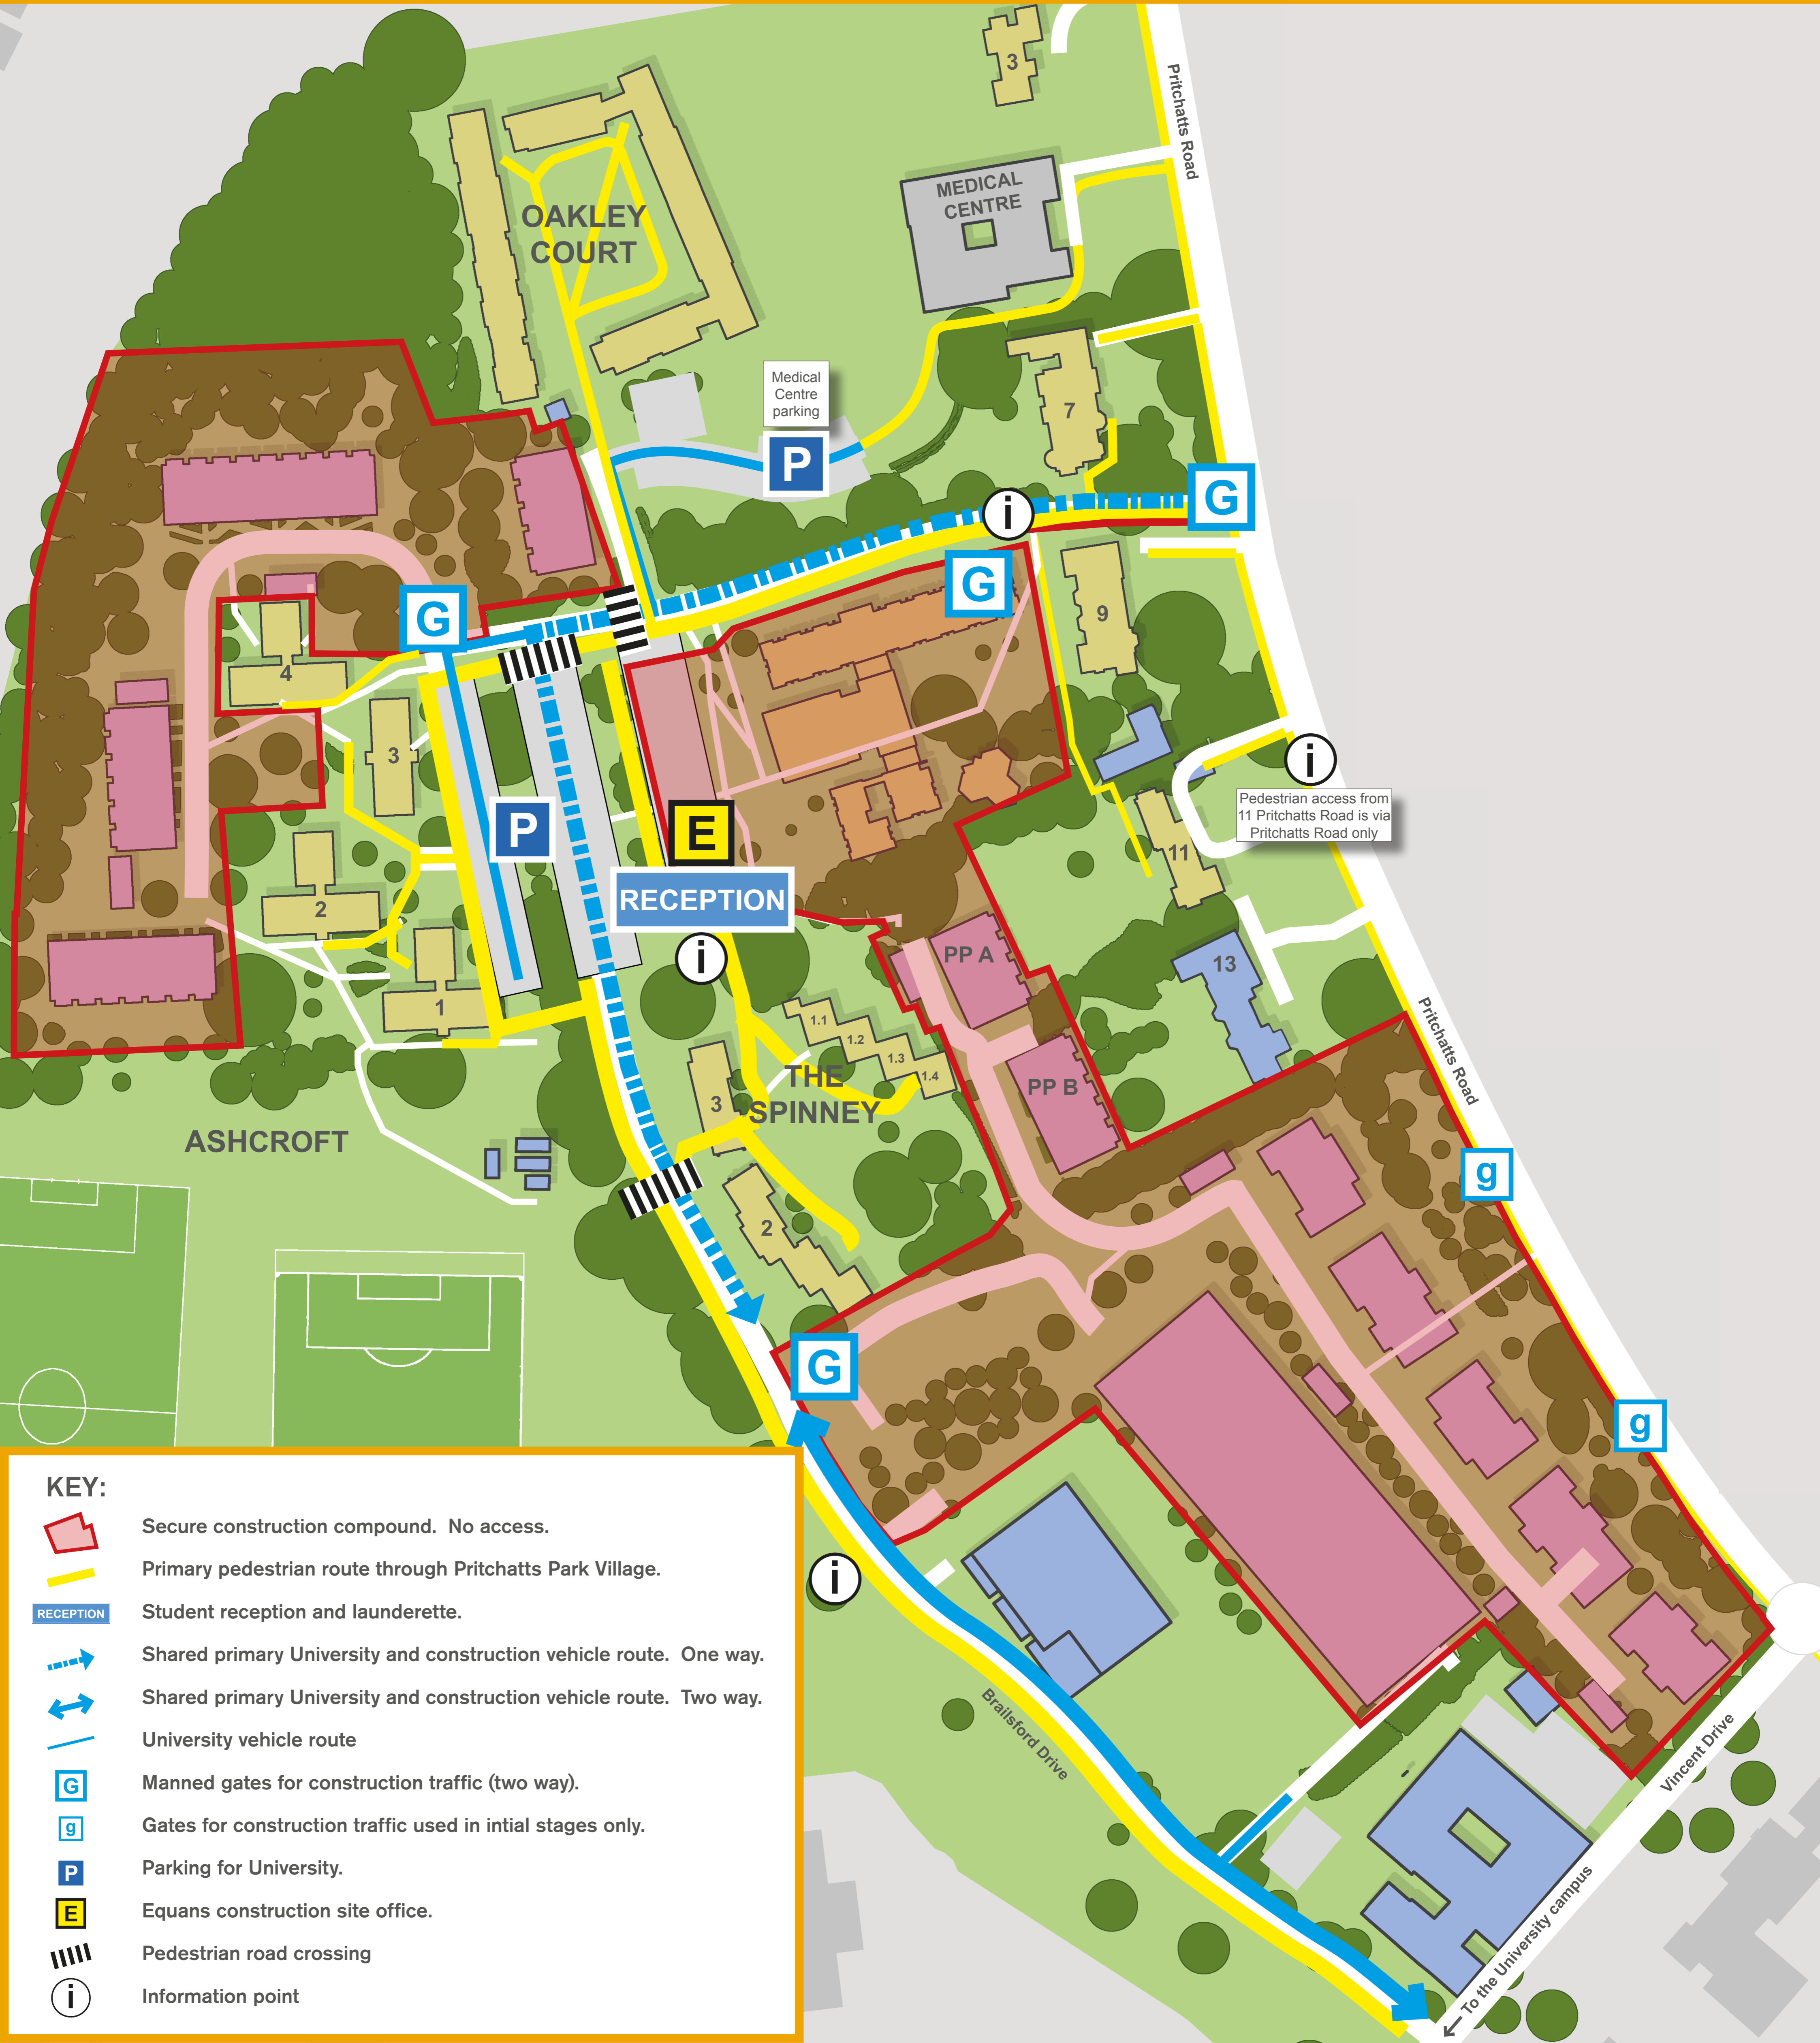 3
Pritchatts Road
MEDICAL
CENTRE
OAKLEY
COURT
Medical
Centre
parking
P
7
G
i
G
9
G
4
3
i
Pedestrian access from
11 Pritchatts Road is via
Pritchatts Road only
P
E
RECEPTION
11
2
i
PP A
13
1
1.1
1.2
1.3
1.4
Pritchatts Road
3
THE
SPINNEY
PP B
ASHCROFT
g
2
G
g
i
Brailsford Drive
Vincent Drive
← To the University campus
KEY:
Secure construction compound. No access.
Primary pedestrian route through Pritchatts Park Village.
RECEPTION Student reception and launderette.
Shared primary University and construction vehicle route. One way.
Shared primary University and construction vehicle route. Two way.
University vehicle route
G Manned gates for construction traffic (two way).
g Gates for construction traffic used in intial stages only.
P Parking for University.
E Equans construction site office.
Pedestrian road crossing
i Information point